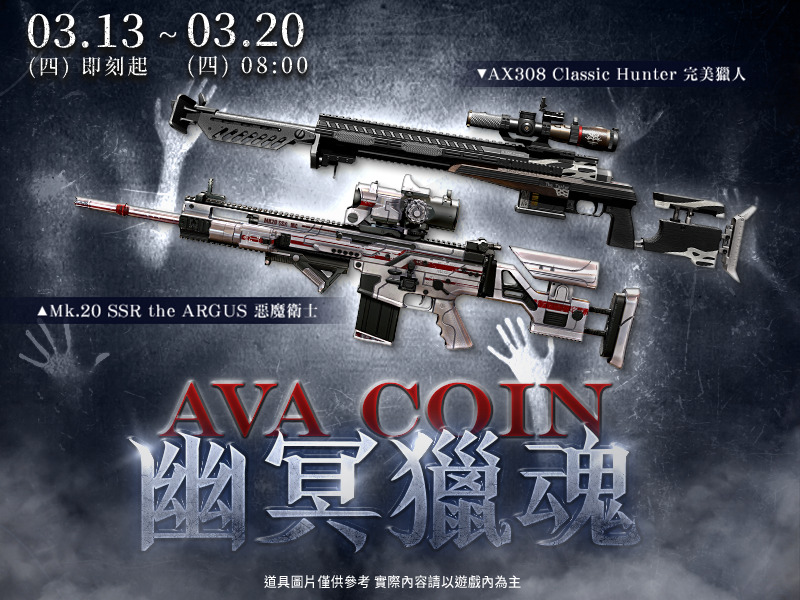 03.13 ~ 03.20
(四) 即刻起 (四) 08:00
▼AX308 Classic Hunter 完美獵人
▲Mk.20 SSR the ARGUS 惡魔衛士
AVA COIN
幽冥獵魂
道具圖片僅供參考 實際內容請以遊戲內為主